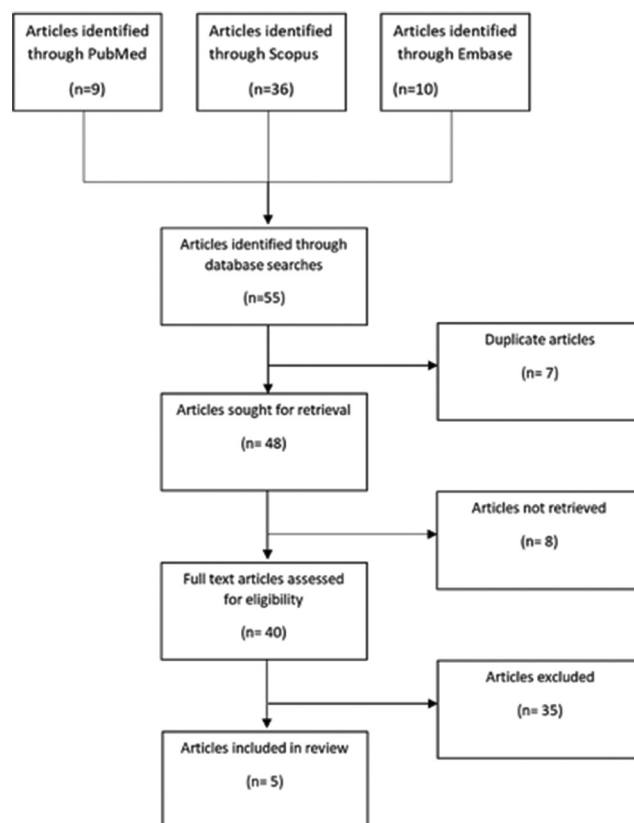 Articles identified
through PubMed
(n=9)
Articles identified
through Scopus
(n=36)
Articles identified
through Embase
(n=10)
Articles identified through
database searches
(n=55)
Duplicate articles
(n= 7)
Articles sought for retrieval
(n= 48)
Articles not retrieved
(n= 8)
Full text articles assessed
for eligibility
(n= 40)
Articles excluded
(n= 35)
Articles included in review
(n= 5)